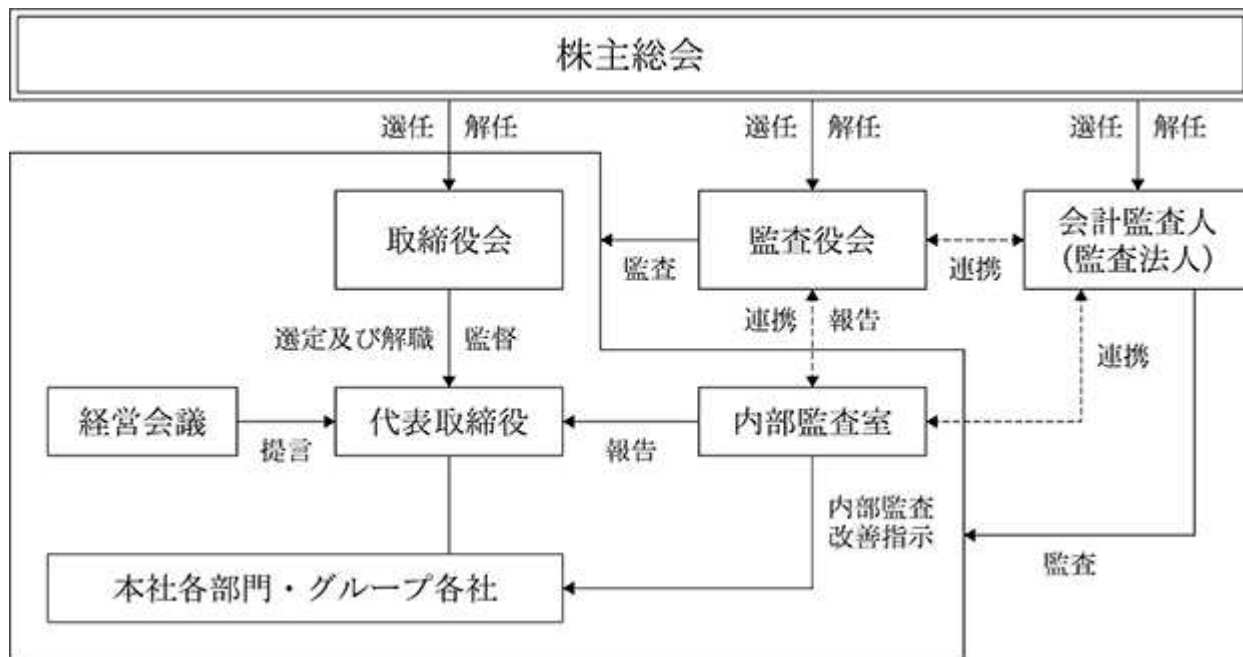 株主総会
選任 解任
選任 解任
選任 解任
取締役会
監査役会
会計監査人
(監査法人)
監査
連携
選定及び解職 監督
連携 報告
連携
経営会議
代表取締役
内部監査室
提言
報告
内部監査
改善指示
監査
本社各部門・グループ各社